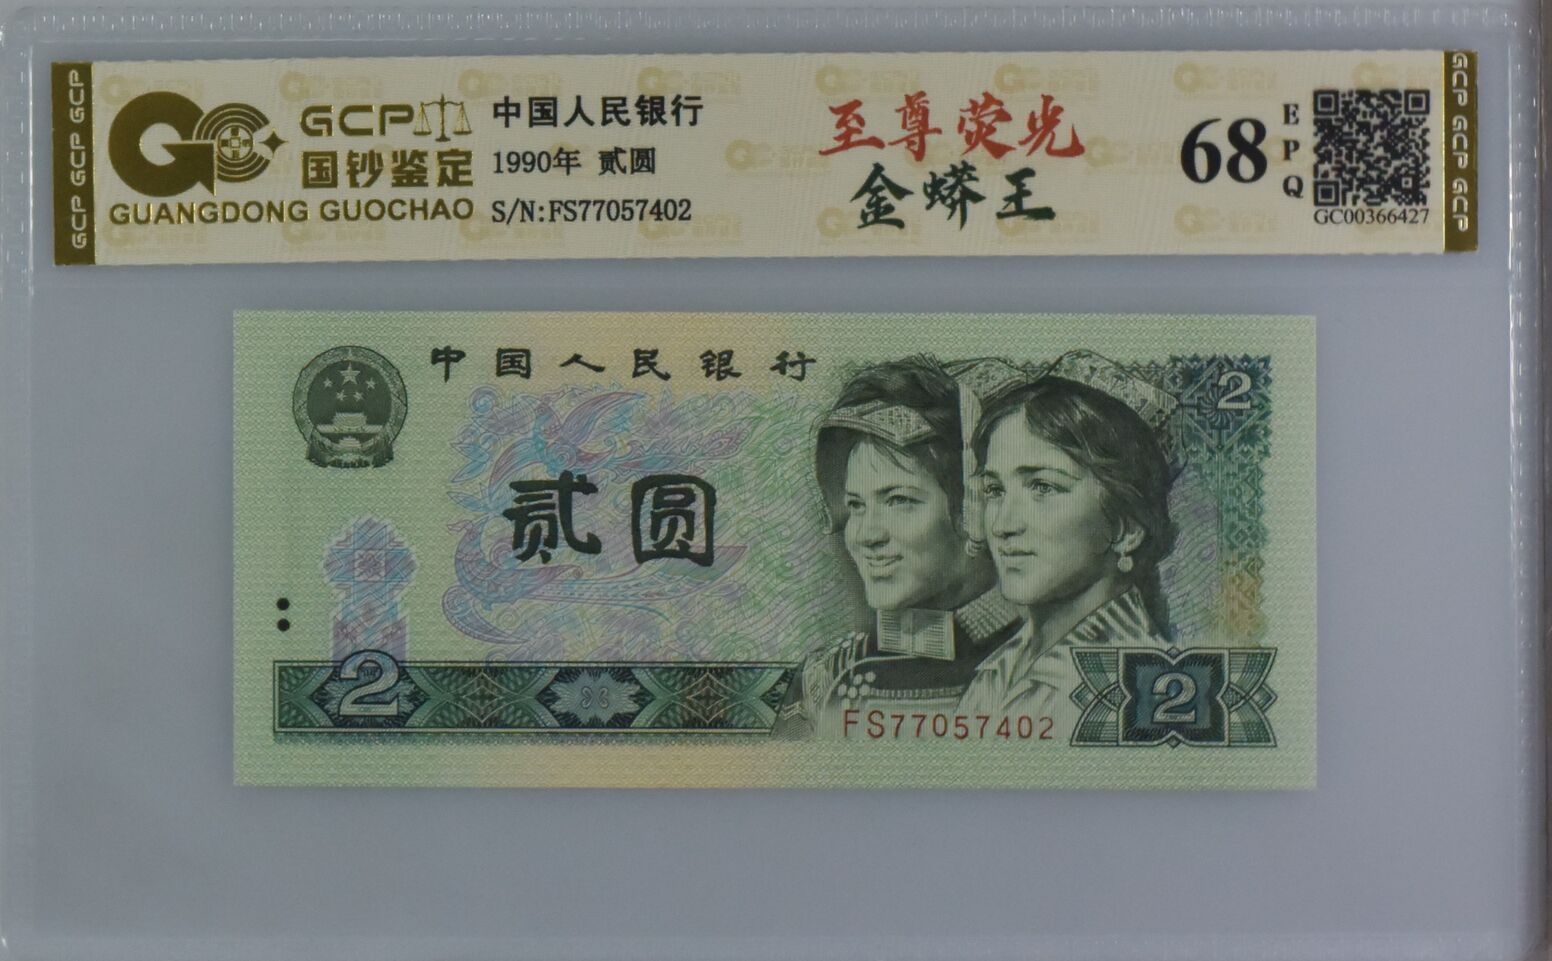 GCP GCP GCP
GCP
国钞鉴定
GUANGDONG GUOCHAO
中国人民银行
1990年 贰圆
S/N:FS77057402
至尊荧光
金蟒王
68
EPQ
GC00366427
GCP GCP GCP
中国人民银行
2
贰圆
2
FS77057402
2